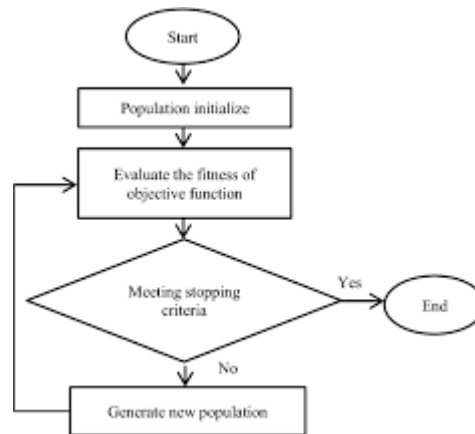 Start
Population initialize
Evaluate the fitness of
objective function
Meeting stopping
criteria
Yes
End
No
Generate new population